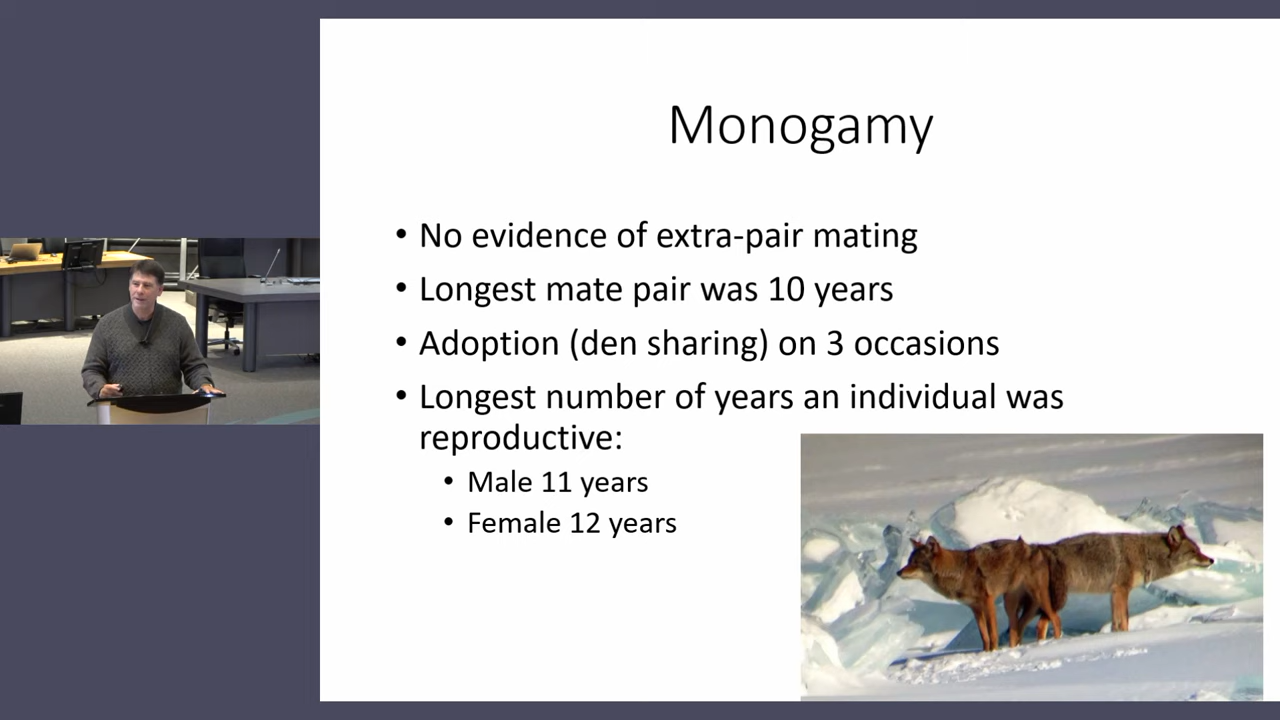 Monogamy
• No evidence of extra-pair mating
• Longest mate pair was 10 years
• Adoption (den sharing) on 3 occasions
• Longest number of years an individual was
reproductive:
• Male 11 years
• Female 12 years